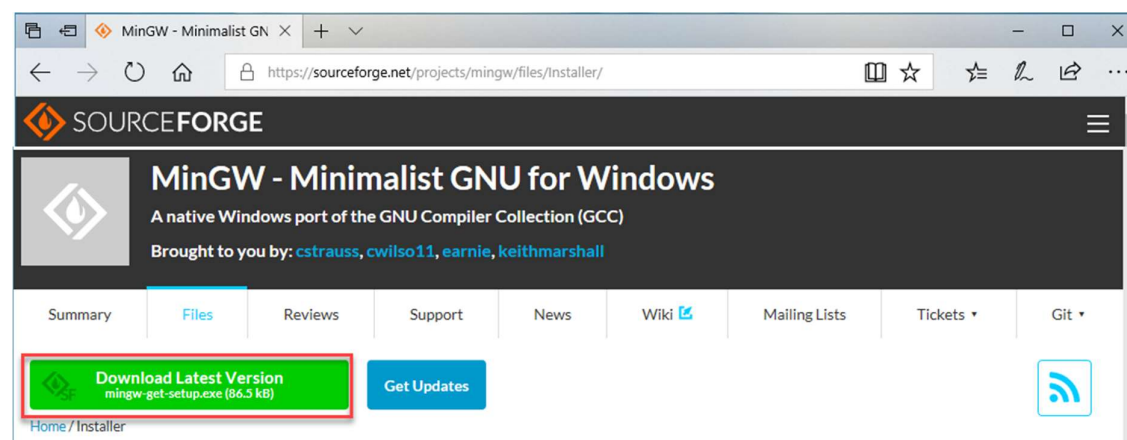 MinGW - Minimalist GN
https://sourceforge.net/projects/mingw/files/Installer/
SOURCEFORGE
MinGW - Minimalist GNU for Windows
A native Windows port of the GNU Compiler Collection (GCC)
Brought to you by: cstrauss, cwilso11, earnie, keithmarshall
Summary Files Reviews Support News Wiki Mailing Lists Tickets Git
Download Latest Version Get Updates
SF mingw-get-setup.exe (86.5 kB)
Home / Installer